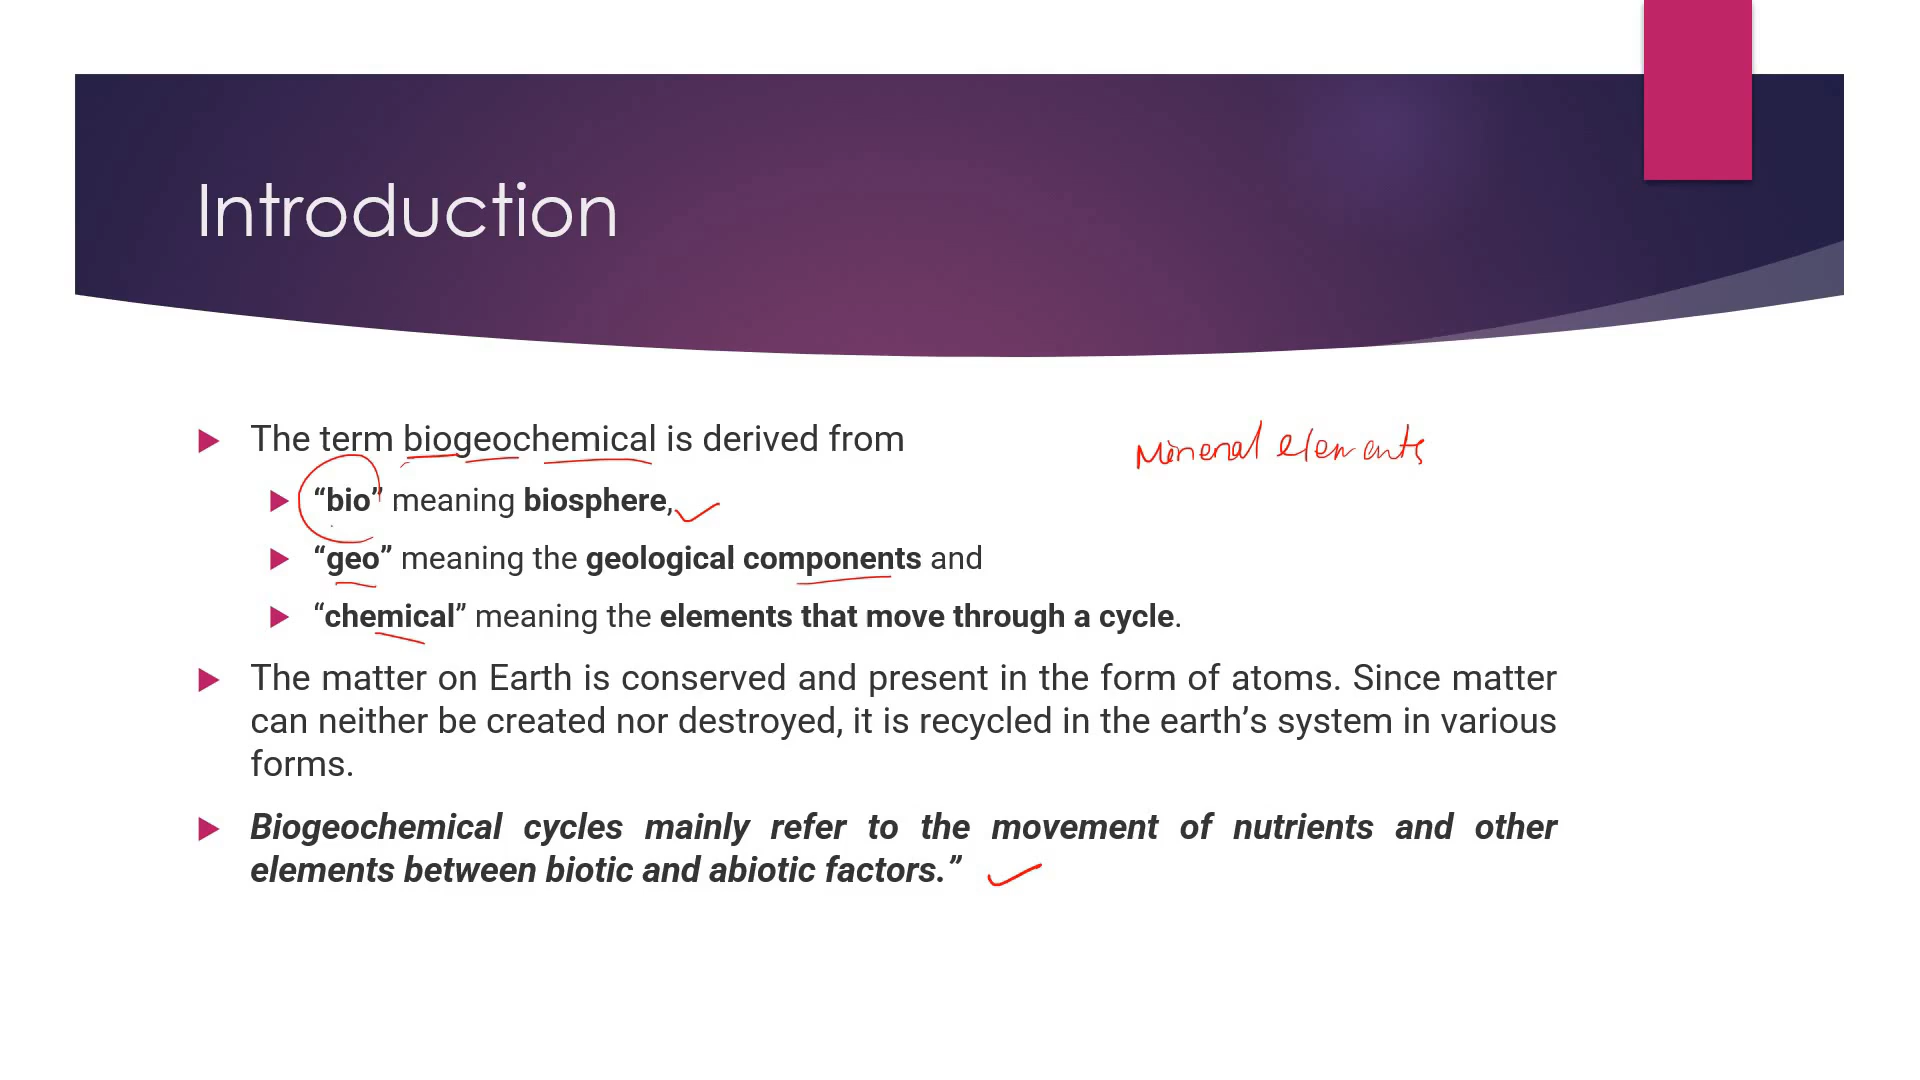 Introduction
The term biogeochemical is derived from
Mineral elements
“bio” meaning biosphere,
“geo” meaning the geological components and
“chemical” meaning the elements that move through a cycle.
The matter on Earth is conserved and present in the form of atoms. Since matter
can neither be created nor destroyed, it is recycled in the earth’s system in various
forms.
Biogeochemical cycles mainly refer to the movement of nutrients and other
elements between biotic and abiotic factors.”